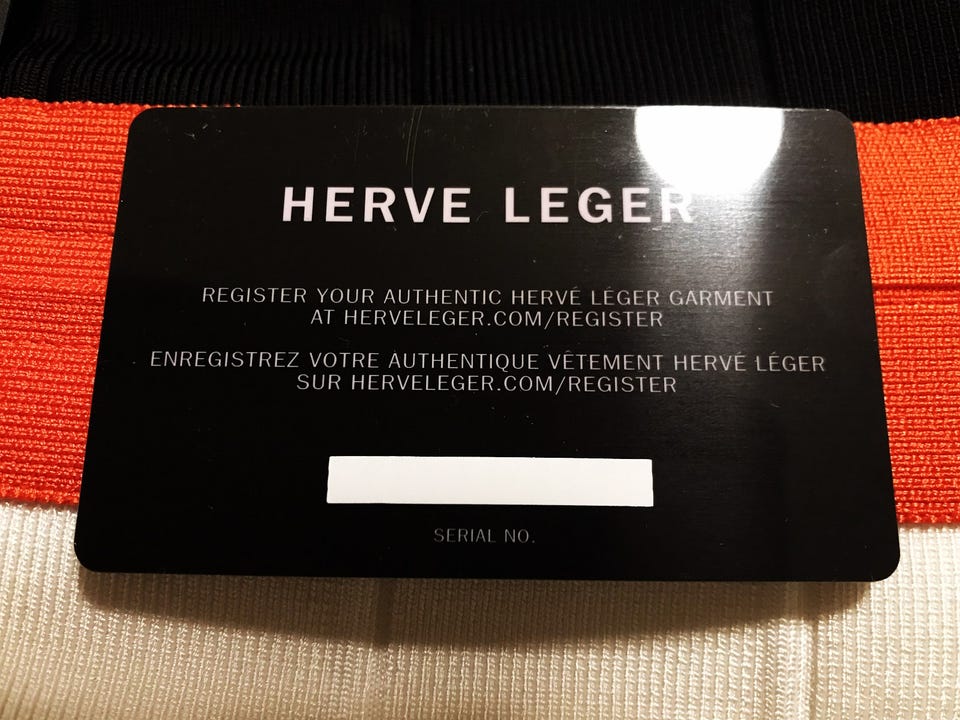 HERVE LEGER
REGISTER YOUR AUTHENTIC HERVÉ LÉGER GARMENT
AT HERVELEGER.COM/REGISTER
ENREGISTREZ VOTRE AUTHENTIQUE VÊTEMENT HERVÉ LÉGER
SUR HERVELEGER.COM/REGISTER
SERIAL NO.